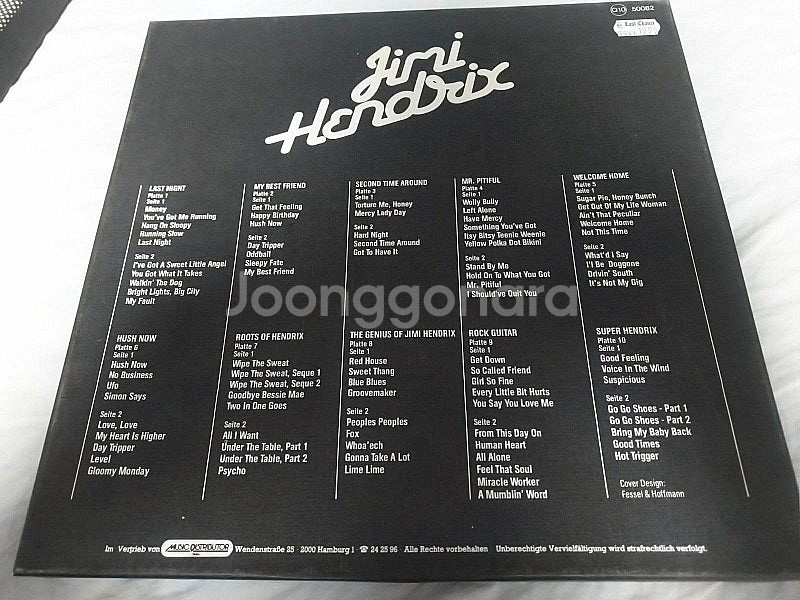 Q10 50082
Jimi
Hendrix
LAST NIGHT
Platte 1
Seite 1
Money
You've Got Me Running
Hang On Sloopy
Running Slow
Last Night
Seite 2
I've Got A Sweet Little Angel
You Got What It Takes
Walkin' The Dog
Bright Lights, Big City
My Fault
MY BEST FRIEND
Platte 2
Seite 1
Get That Feeling
Happy Birthday
Hush Now
Seite 2
Day Tripper
Oddball
Sleepy Fate
My Best Friend
SECOND TIME AROUND
Platte 3
Seite 1
Torture Me, Honey
Mercy Lady Day
Seite 2
Hard Night
Second Time Around
Got To Have It
MR. PITIFUL
Platte 4
Seite 1
Wolly Bully
Left Alone
Have Mercy
Something You've Got
Itsy Bitsy Teenie Weenie
Yellow Polka Dot Bikini
Seite 2
Stand By Me
Hold On To What You Got
Mr. Pitiful
I Should've Quit You
WELCOME HOME
Platte 5
Seite 1
Sugar Pie, Honey Bunch
Get Out Of My Life Woman
Ain't That Peculiar
Welcome Home
Not This Time
Seite 2
What'd I Say
I'l Be Doggone
Drivin' South
It's Not My Gig
Joonggonara
HUSH NOW
Platte 6
Seite 1
Hush Now
No Business
Ufo
Simon Says
Seite 2
Love, Love
My Heart Is Higher
Day Tripper
Level
Gloomy Monday
ROOTS OF HENDRIX
Platte 7
Seite 1
Wipe The Sweat
Wipe The Sweat, Seque 1
Wipe The Sweat, Seque 2
Goodbye Bessie Mae
Two In One Goes
Seite 2
All I Want
Under The Table, Part 1
Under The Table, Part 2
Psycho
THE GENIUS OF JIMI HENDRIX
Platte 8
Seite 1
Red House
Sweet Thang
Blue Blues
Groovemaker
Seite 2
Peoples Peoples
Fox
Whoa'ech
Gonna Take A Lot
Lime Lime
ROCK GUITAR
Platte 9
Seite 1
Get Down
So Called Friend
Girl So Fine
Every Little Bit Hurts
You Say You Love Me
Seite 2
From This Day On
Human Heart
All Alone
Feel That Soul
Miracle Worker
A Mumblin' Word
SUPER HENDRIX
Platte 10
Seite 1
Good Feeling
Voice In The Wind
Suspicious
Seite 2
Go Go Shoes - Part 1
Go Go Shoes - Part 2
Bring My Baby Back
Good Times
Hot Trigger
Cover Design:
Fessel & Hoffmann
Im Vertrieb von MUSIC DISTRIBUTOR Wendenstraße 25 · 2000 Hamburg 1 · ☎ 24 25 96 · Alle Rechte vorbehalten · Unberechtigte Vervielfältigung wird strafrechtlich verfolgt.